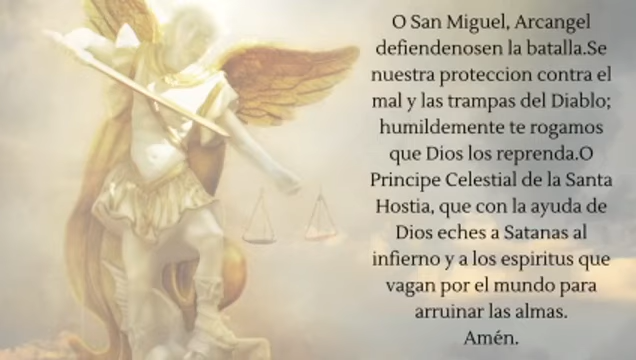 O San Miguel, Arcangel
defiendenosen la batalla.Se
nuestra proteccion contra el
mal y las trampas del Diablo;
humildemente te rogamos
que Dios los reprenda.O
Principe Celestial de la Santa
Hostia, que con la ayuda de
Dios eches a Satanas al
infierno y a los espiritus que
vagan por el mundo para
arruinar las almas.
Amén.